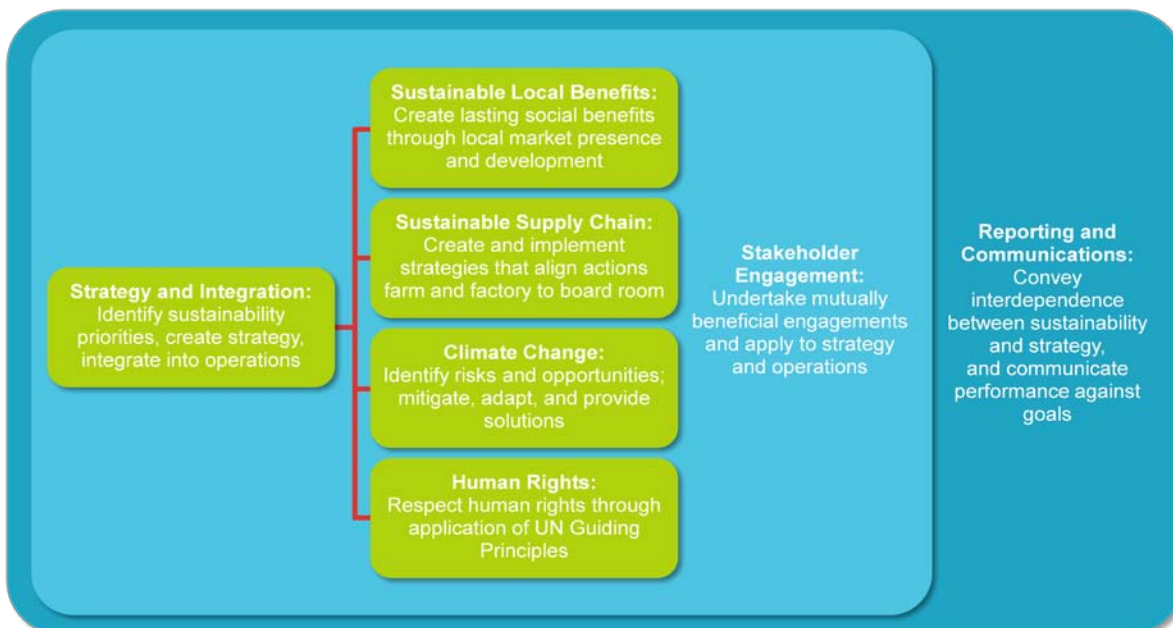 Strategy and Integration:
Identify sustainability
priorities, create strategy,
integrate into operations
Sustainable Local Benefits:
Create lasting social benefits
through local market presence
and development
Sustainable Supply Chain:
Create and implement
strategies that align actions
farm and factory to board room
Climate Change:
Identify risks and opportunities;
mitigate, adapt, and provide
solutions
Human Rights:
Respect human rights through
application of UN Guiding
Principles
Stakeholder
Engagement:
Undertake mutually
beneficial engagements
and apply to strategy
and operations
Reporting and
Communications:
Convey
interdependence
between sustainability
and strategy,
and communicate
performance against
goals